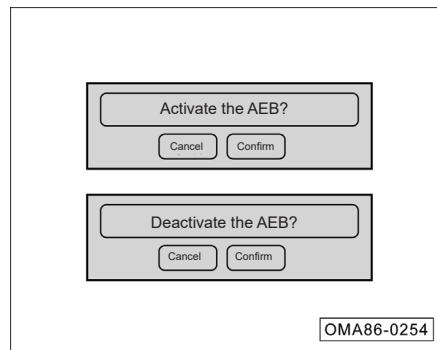 Activate the AEB?
Cancel Confirm
Deactivate the AEB?
Cancel Confirm
OMA86-0254